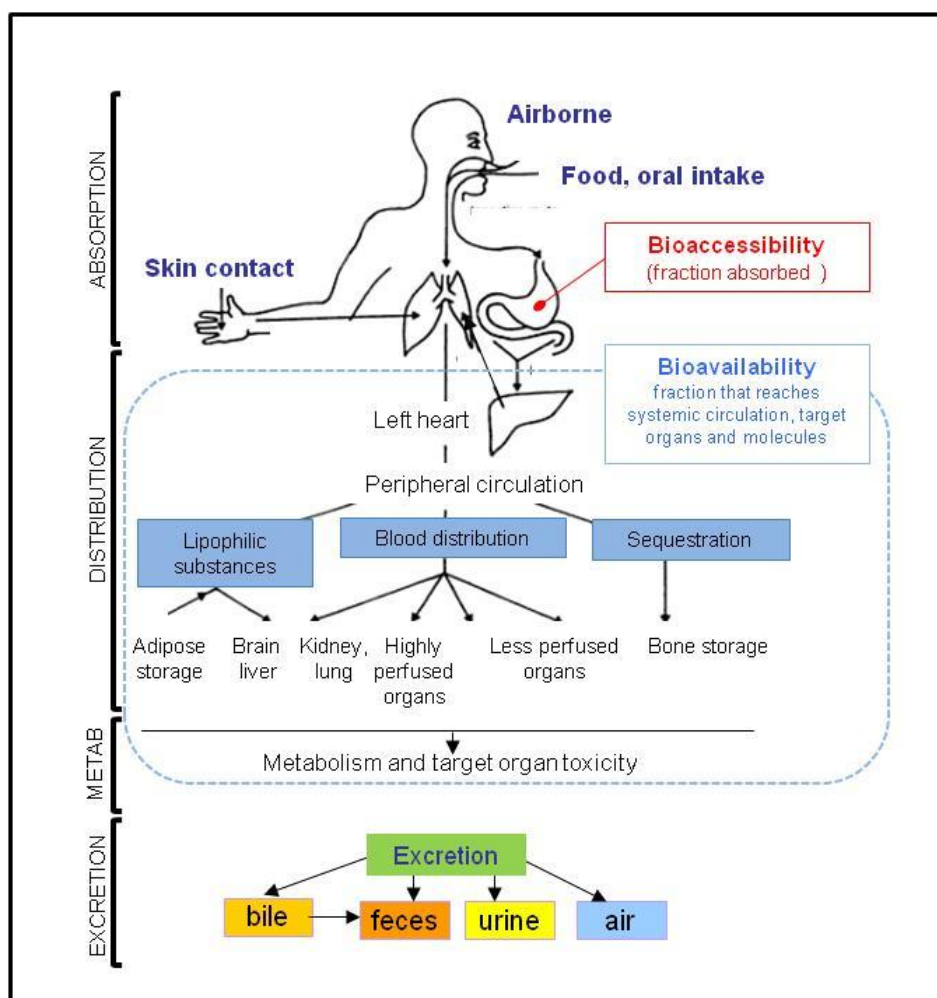 ABSORPTION
Airborne
Food, oral intake
Skin contact
Bioaccessibility
(fraction absorbed )
DISTRIBUTION
Bioavailability
fraction that reaches
systemic circulation, target
organs and molecules
Left heart
Peripheral circulation
Lipophilic
substances
Blood distribution
Sequestration
Adipose
storage
Brain
liver
Kidney,
lung
Highly
perfused
organs
Less perfused
organs
Bone storage
METAB
Metabolism and target organ toxicity
EXCRETION
Excretion
bile
feces
urine
air